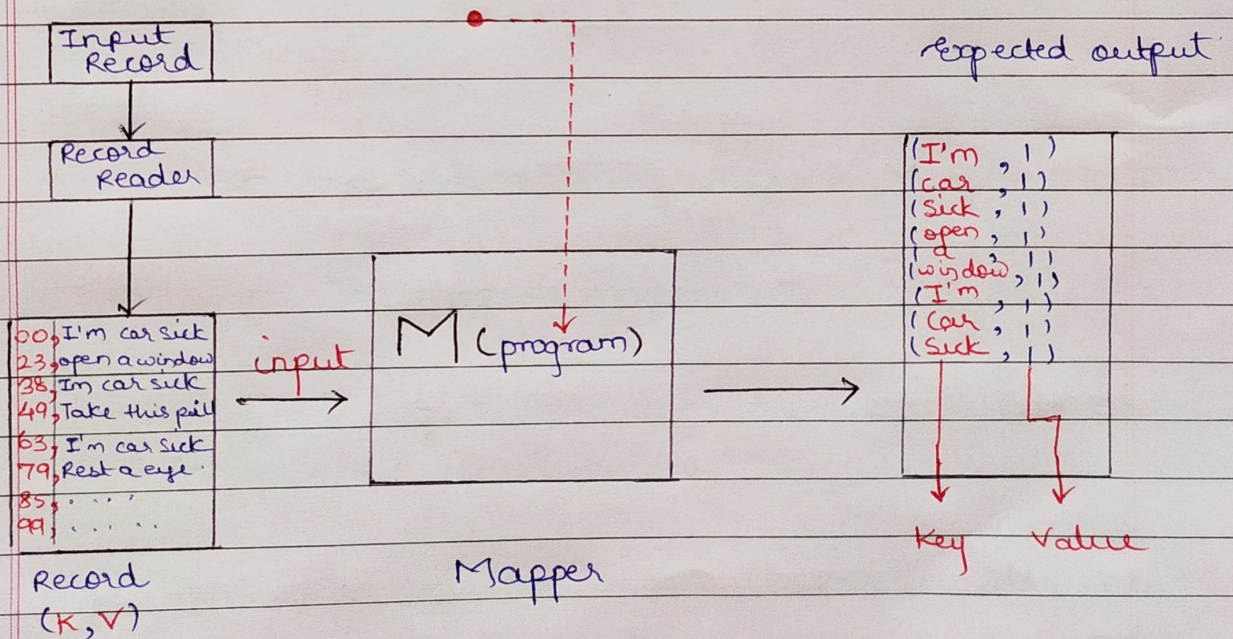 Input
Record
Record
Reader
00, I'm car sick
23, open a window
38, Im car sick
49, Take this pill
63, I'm car sick
79, Rest a eye.
85, . . . .
99, . . . . .
Record
(K, V)
input
M (program)
Mapper
Expected output
(I'm, 1)
(car, 1)
(Sick, 1)
(open, 1)
(a, 1)
(window, 1)
(I'm, 1)
(Car, 1)
(Sick, 1)
Key Value